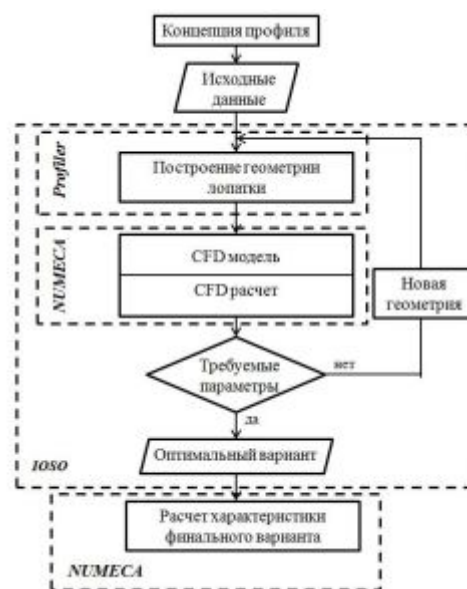 Концепция профиля
Исходные
данные
Profiler
Построение геометрии
лопатки
NUMECA
CFD модель
CFD расчет
Новая
геометрия
Требуемые
параметры
нет
да
Оптимальный вариант
IOSO
Расчет характеристики
финального варианта
NUMECA